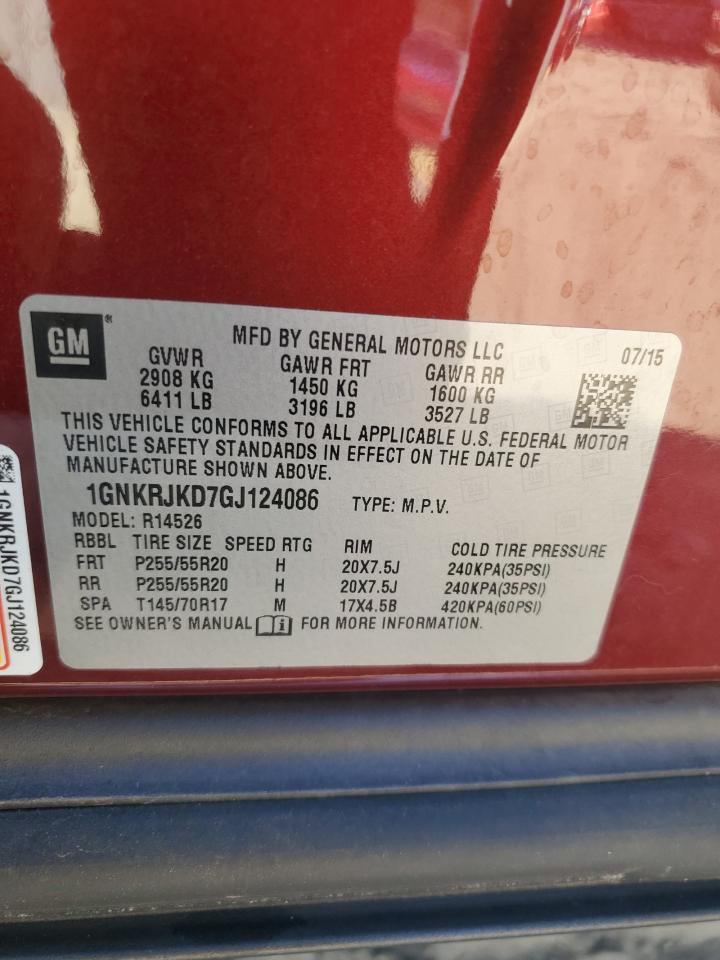 GM®
MFD BY GENERAL MOTORS LLC 07/15
GVWR GAWR FRT GAWR RR
2908 KG 1450 KG 1600 KG
6411 LB 3196 LB 3527 LB
THIS VEHICLE CONFORMS TO ALL APPLICABLE U.S. FEDERAL MOTOR
VEHICLE SAFETY STANDARDS IN EFFECT ON THE DATE OF
MANUFACTURE SHOWN ABOVE.
1GNKRJKD7GJ124086 TYPE: M.P.V.
MODEL: R14526
RBBL TIRE SIZE SPEED RTG RIM COLD TIRE PRESSURE
FRT P255/55R20 H 20X7.5J 240KPA(35PSI)
RR P255/55R20 H 20X7.5J 240KPA(35PSI)
SPA T145/70R17 M 17X4.5B 420KPA(60PSI)
SEE OWNER'S MANUAL FOR MORE INFORMATION.
1GNKRJKD7GJ124086